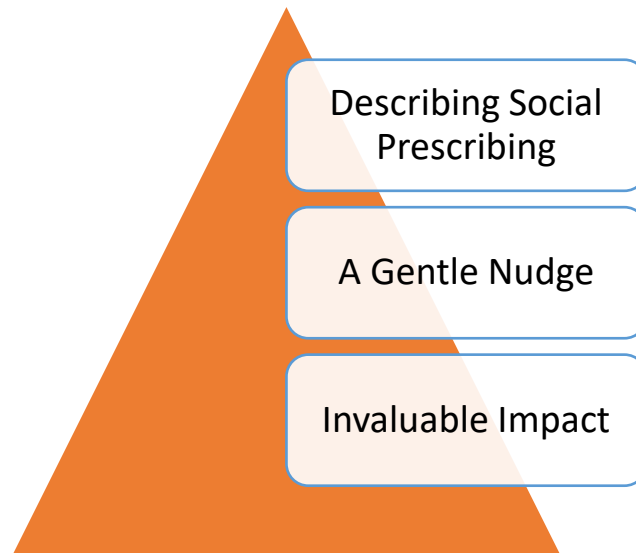 Describing Social
Prescribing
A Gentle Nudge
Invaluable Impact